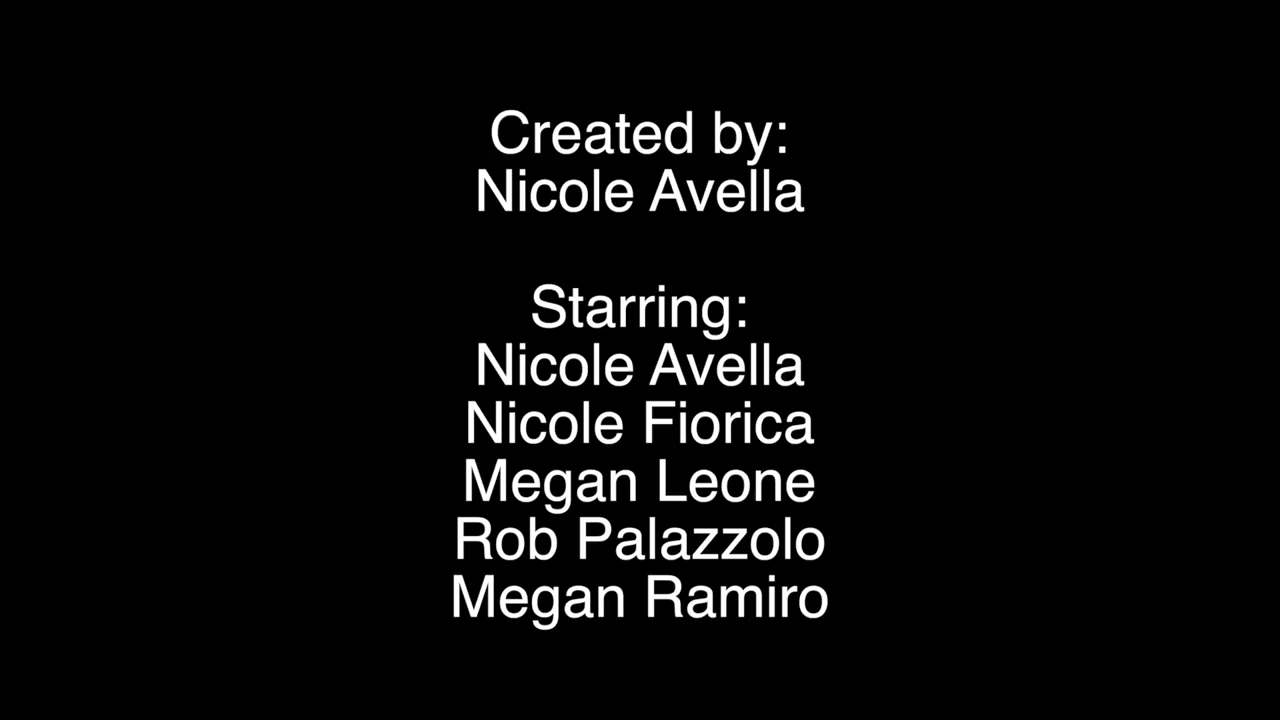 Created by:
Nicole Avella
Starring:
Nicole Avella
Nicole Fiorica
Megan Leone
Rob Palazzolo
Megan Ramiro